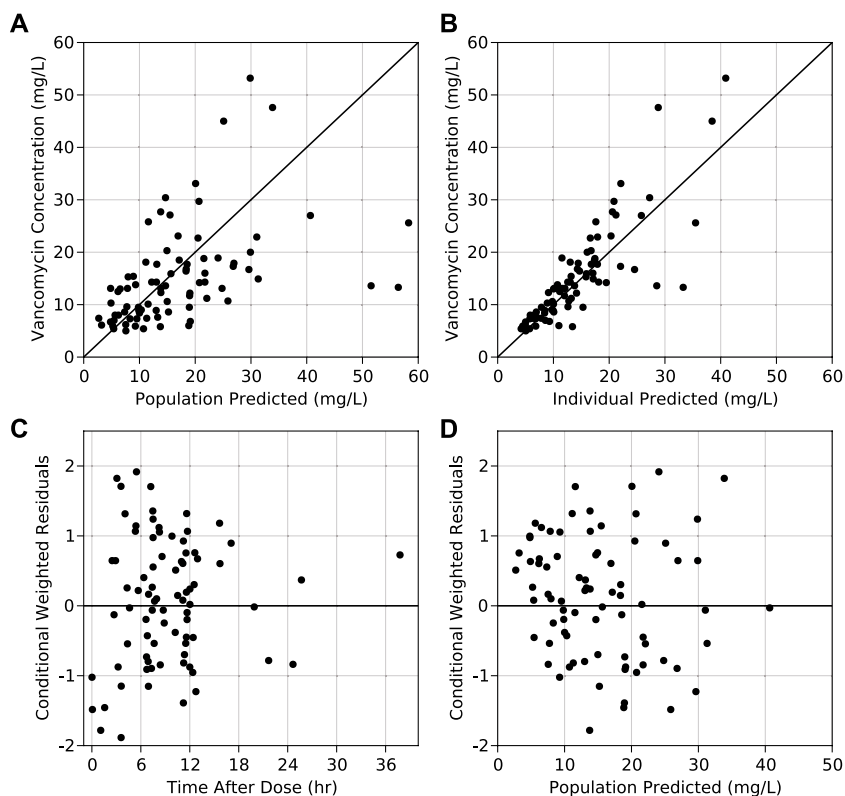 A
B
60
50
40
30
20
10
0
Vancomycin Concentration (mg/L)
0 10 20 30 40 50 60
Population Predicted (mg/L)
60
50
40
30
20
10
0
Vancomycin Concentration (mg/L)
0 10 20 30 40 50 60
Individual Predicted (mg/L)
C
D
2
1
0
-1
-2
Conditional Weighted Residuals
0 6 12 18 24 30 36
Time After Dose (hr)
2
1
0
-1
-2
Conditional Weighted Residuals
0 10 20 30 40 50
Population Predicted (mg/L)